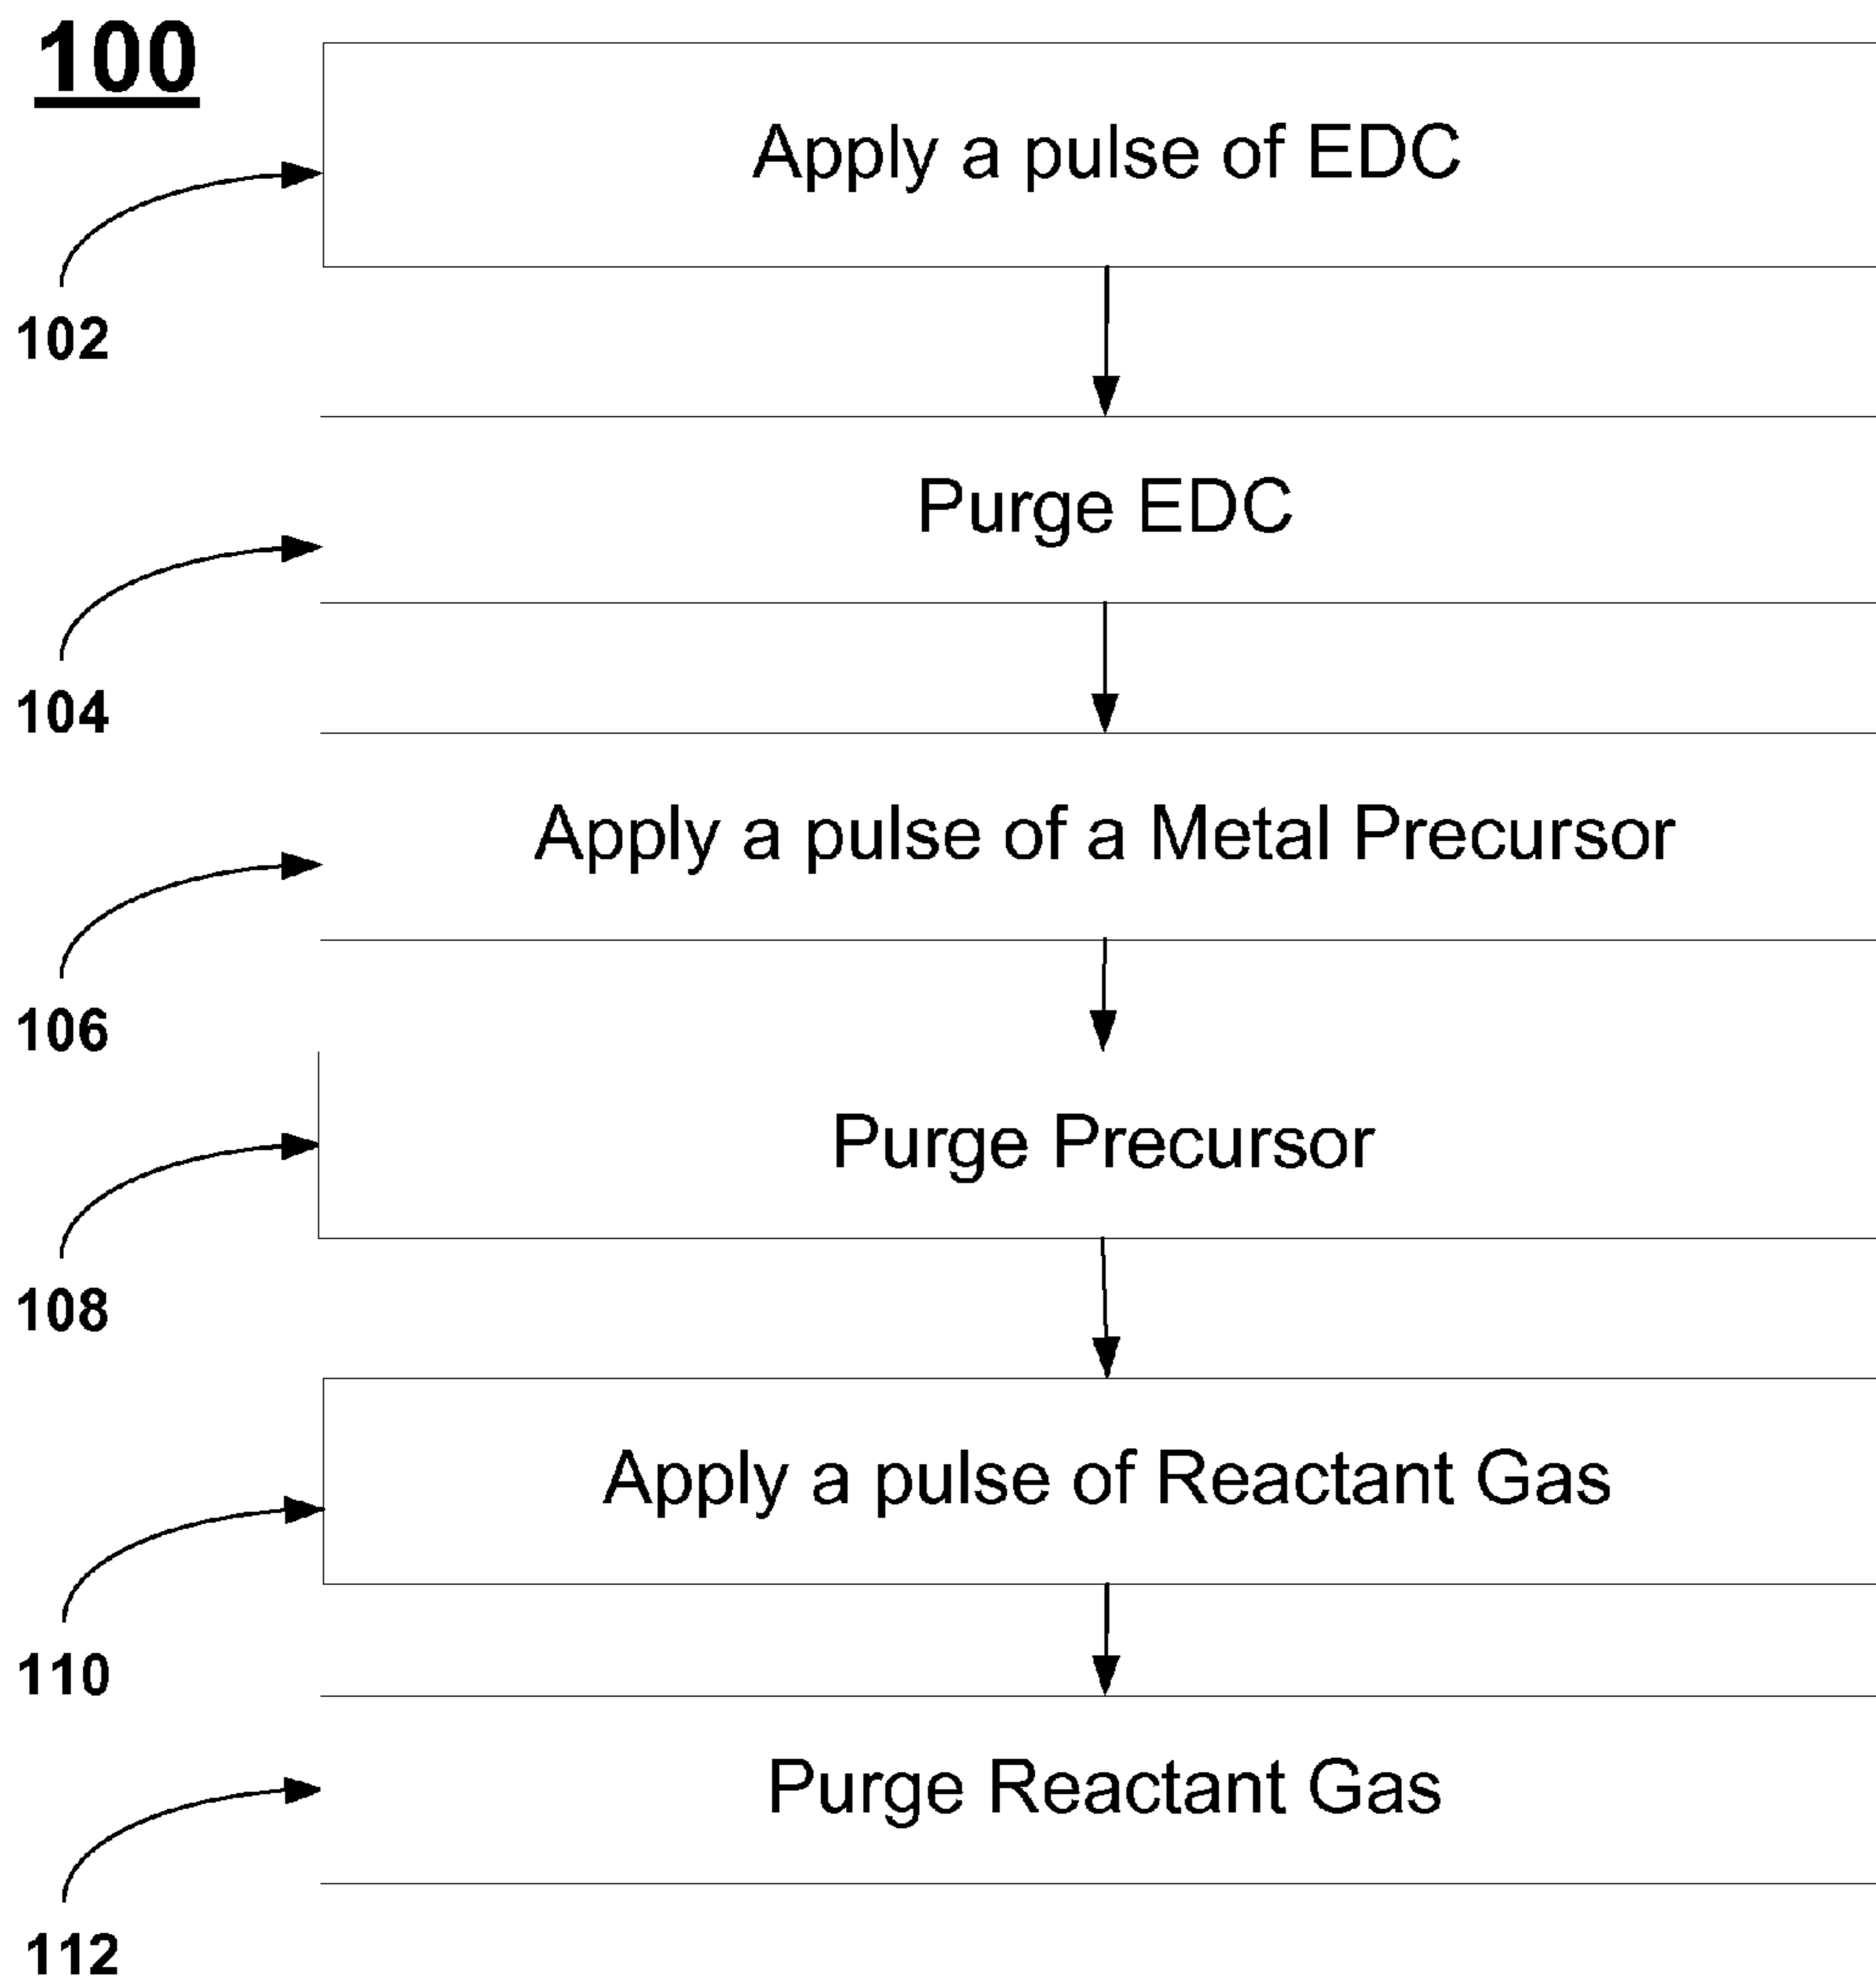 100
Apply a pulse of EDC
102
Purge EDC
104
Apply a pulse of a Metal Precursor
106
Purge Precursor
108
Apply a pulse of Reactant Gas
110
Purge Reactant Gas
112